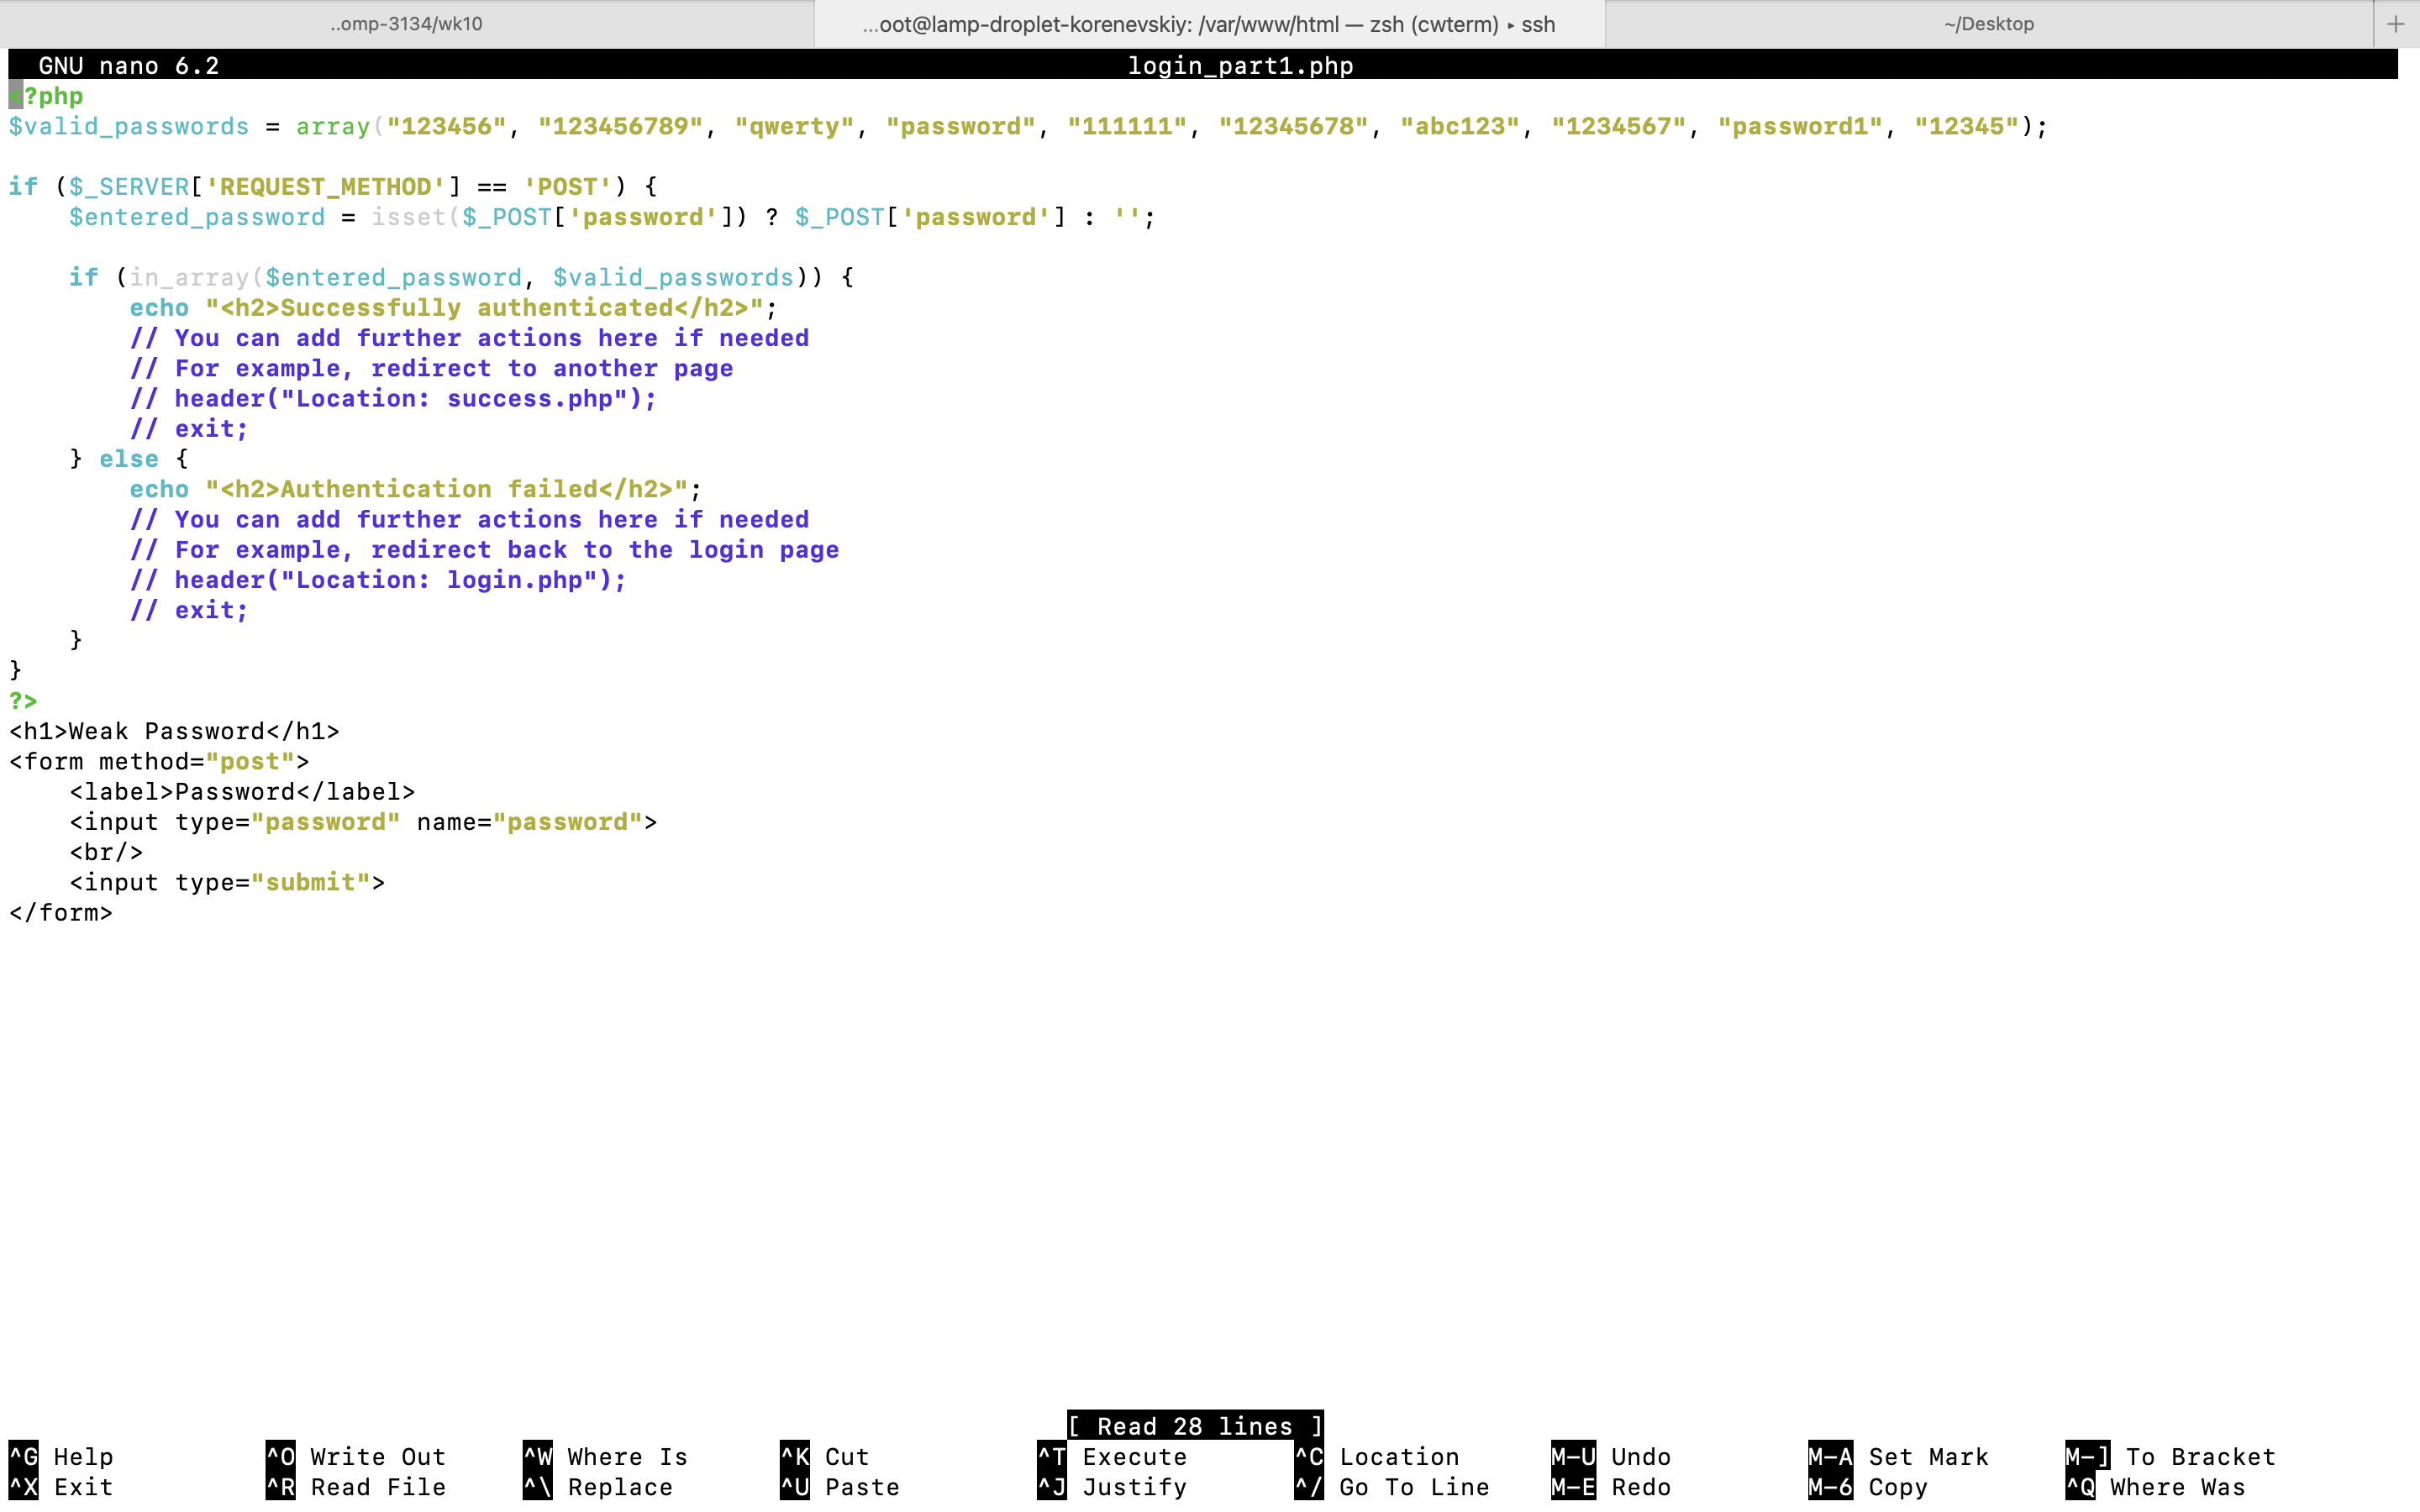 ..omp-3134/wk10
...oot@lamp-droplet-korenevskiy: /var/www/html — zsh (cwterm) ▸ ssh
~/Desktop
+
GNU nano 6.2
login_part1.php
<?php
$valid_passwords = array("123456", "123456789", "qwerty", "password", "111111", "12345678", "abc123", "1234567", "password1", "12345");
if ($_SERVER['REQUEST_METHOD'] == 'POST') {
    $entered_password = isset($_POST['password']) ? $_POST['password'] : '';
    if (in_array($entered_password, $valid_passwords)) {
        echo "<h2>Successfully authenticated</h2>";
        // You can add further actions here if needed
        // For example, redirect to another page
        // header("Location: success.php");
        // exit;
    } else {
        echo "<h2>Authentication failed</h2>";
        // You can add further actions here if needed
        // For example, redirect back to the login page
        // header("Location: login.php");
        // exit;
    }
}
?>
<h1>Weak Password</h1>
<form method="post">
    <label>Password</label>
    <input type="password" name="password">
    <br/>
    <input type="submit">
</form>
[ Read 28 lines ]
^G Help ^O Write Out ^W Where Is ^K Cut ^T Execute ^C Location M-U Undo M-A Set Mark M-] To Bracket
^X Exit ^R Read File ^\ Replace ^U Paste ^J Justify ^/ Go To Line M-E Redo M-6 Copy ^Q Where Was